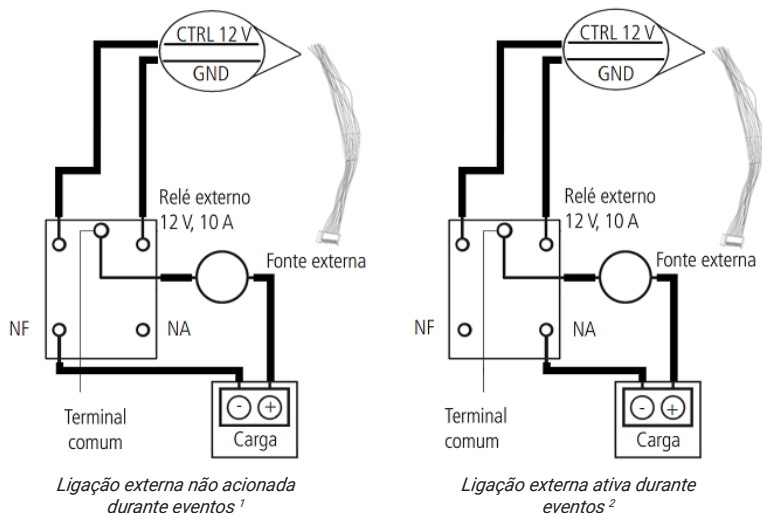 CTRL 12 V
GND
Relé externo
12 V, 10 A
Fonte externa
NF
NA
Terminal
comum
- +
Carga
Ligação externa não acionada
durante eventos ¹
CTRL 12 V
GND
Relé externo
12 V, 10 A
Fonte externa
NF
NA
Terminal
comum
- +
Carga
Ligação externa ativa durante
eventos ²